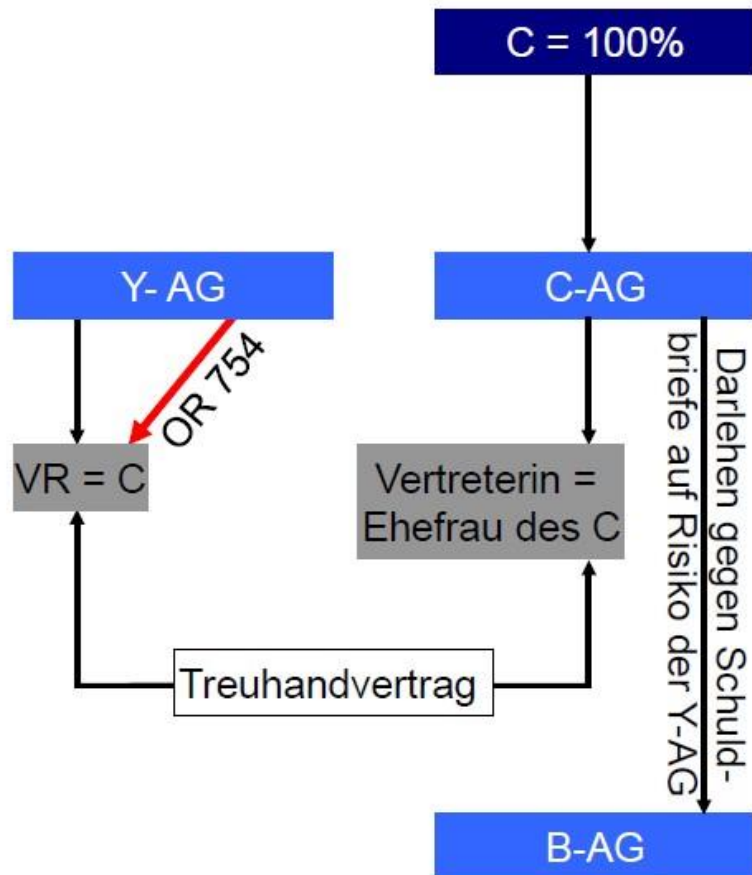 C = 100%
Y- AG
C-AG
OR 754
VR = C
Vertreterin =
Ehefrau des C
Darlehen gegen Schuld-
briefe auf Risiko der Y-AG
Treuhandvertrag
B-AG